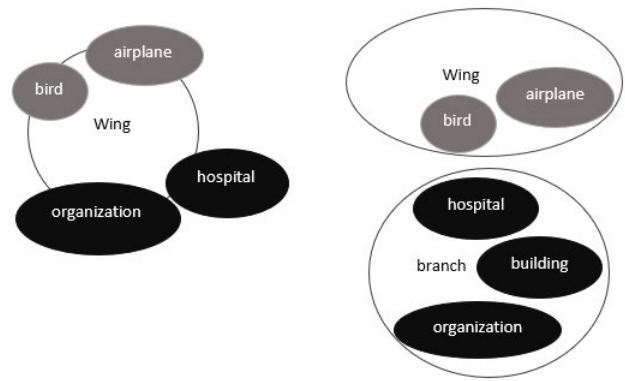 airplane
bird
Wing
hospital
organization
Wing
airplane
bird
hospital
branch
building
organization